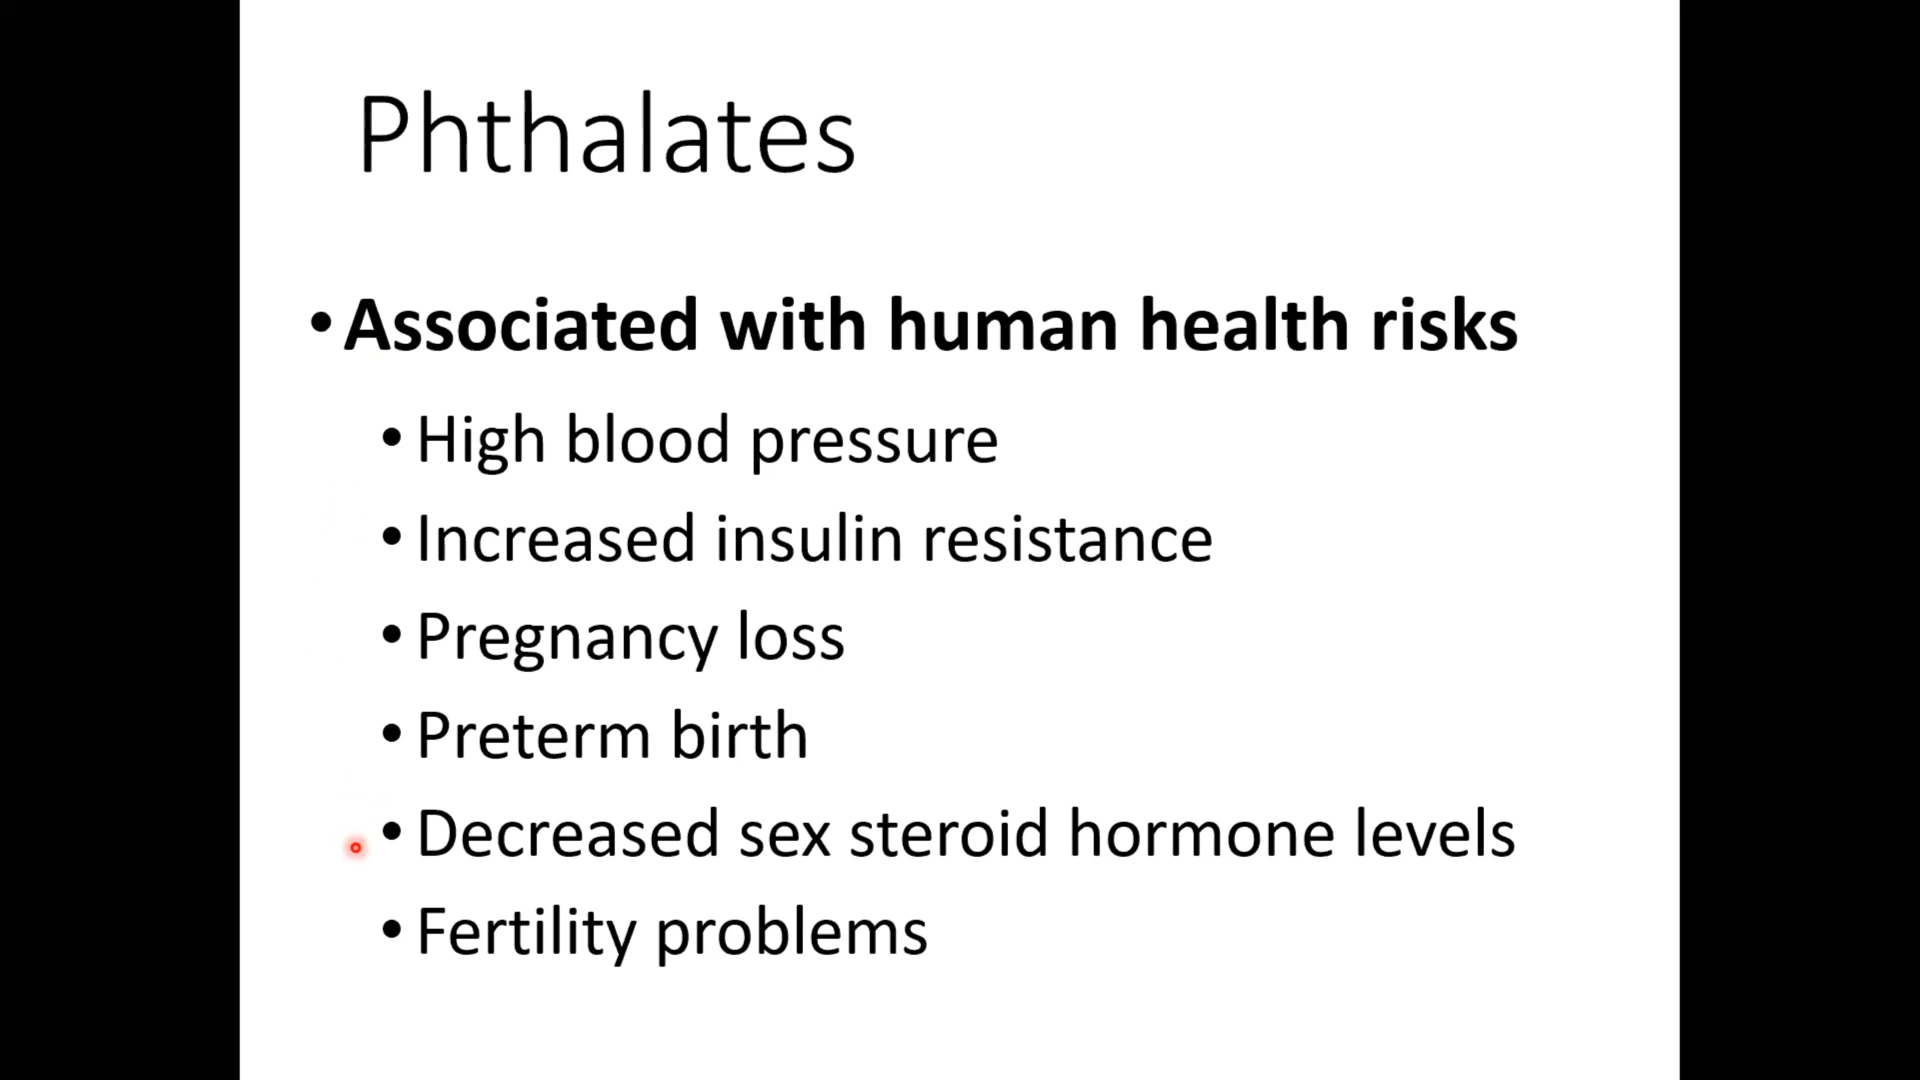 Phthalates
• Associated with human health risks
• High blood pressure
• Increased insulin resistance
• Pregnancy loss
• Preterm birth
• Decreased sex steroid hormone levels
• Fertility problems